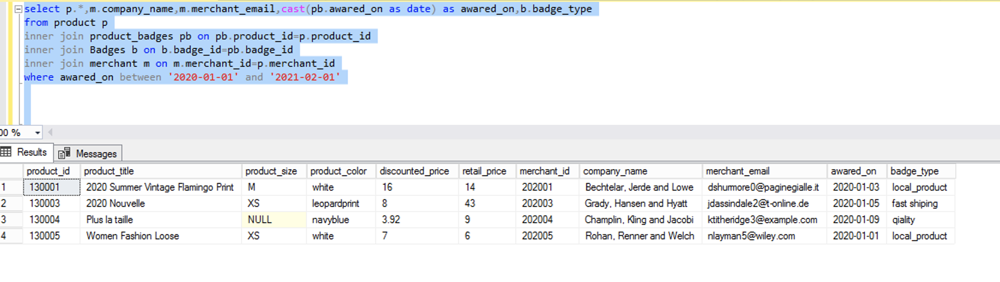 select p.*,m.company_name,m.merchant_email,cast(pb.awared_on as date) as awared_on,b.badge_type
from product p
inner join product_badges pb on pb.product_id=p.product_id
inner join Badges b on b.badge_id=pb.badge_id
inner join merchant m on m.merchant_id=p.merchant_id
where awared_on between '2020-01-01' and '2021-02-01'
00 %
Results Messages
product_id product_title product_size product_color discounted_price retail_price merchant_id company_name merchant_email awared_on badge_type
1 130001 2020 Summer Vintage Flamingo Print M white 16 14 202001 Bechtelar, Jerde and Lowe dshurmore0@paginegialle.it 2020-01-03 local_product
2 130003 2020 Nouvelle XS leopardprint 8 43 202003 Grady, Hansen and Hyatt jdassindale2@t-online.de 2020-01-05 fast shiping
3 130004 Plus la taille NULL navyblue 3.92 9 202004 Champlin, Kling and Jacobi ktitheridge3@example.com 2020-01-09 qiality
4 130005 Women Fashion Loose XS white 7 6 202005 Rohan, Renner and Welch nlayman5@wiley.com 2020-01-01 local_product